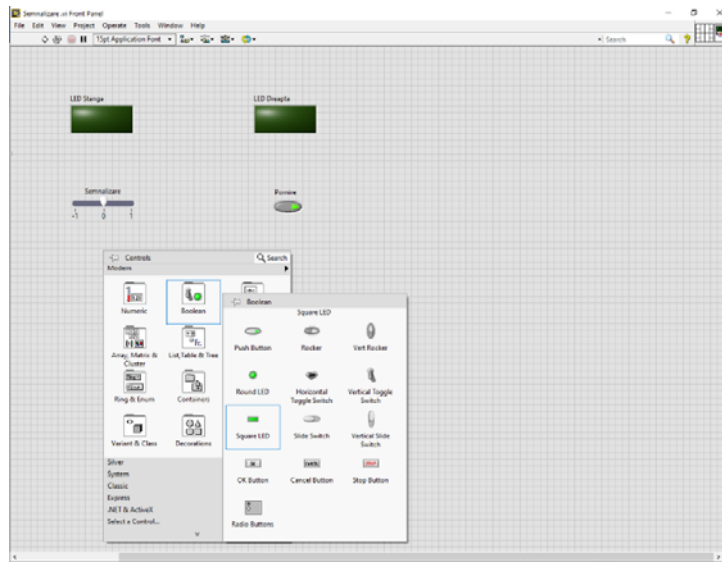 Semnalizare.vi Front Panel
File Edit View Project Operate Tools Window Help
15pt Application Font
Search
LED Stanga
LED Dreapta
Semnalizare
-1 0 1
Pornire
Controls
Search
Modern
Numeric
Boolean
Array, Matrix & Cluster
List, Table & Tree
Ring & Enum
Containers
Variant & Class
Decorations
Silver
System
Classic
Express
.NET & ActiveX
Select a Control...
Boolean
Square LED
Push Button
Rocker
Vert Rocker
Round LED
Horizontal Toggle Switch
Vertical Toggle Switch
Square LED
Slide Switch
Vertical Slide Switch
OK Button
Cancel Button
Stop Button
Radio Buttons